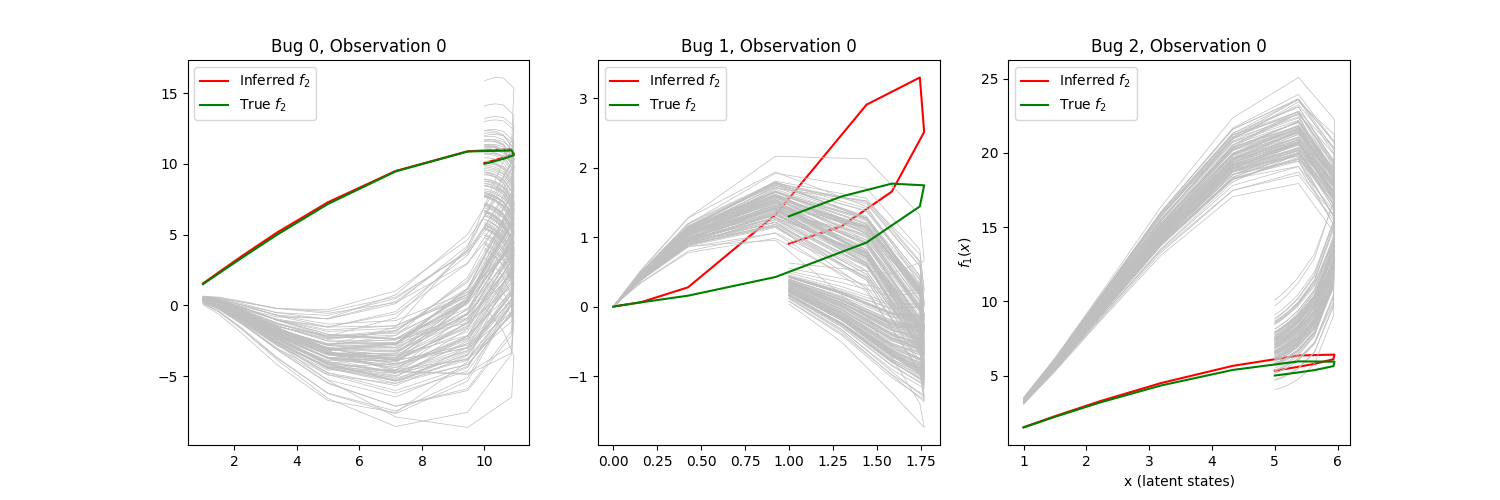 Bug 0, Observation 0
Inferred f₂
True f₂
15
10
5
0
−5
2 4 6 8 10
Bug 1, Observation 0
Inferred f₂
True f₂
3
2
1
0
−1
0.00 0.25 0.50 0.75 1.00 1.25 1.50 1.75
Bug 2, Observation 0
Inferred f₂
True f₂
f₁(x)
25
20
15
10
5
1 2 3 4 5 6
x (latent states)